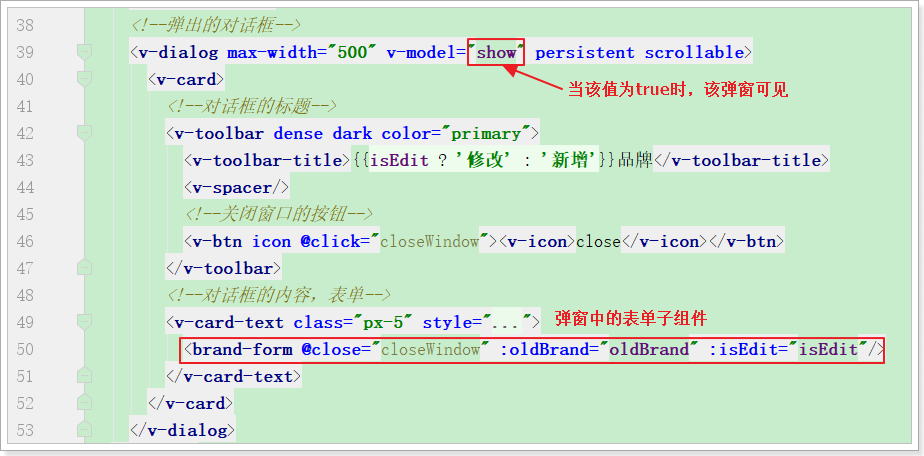 38 <!--弹出的对话框-->
39 <v-dialog max-width="500" v-model="show" persistent scrollable>
40 <v-card>
当该值为true时，该弹窗可见
41 <!--对话框的标题-->
42 <v-toolbar dense dark color="primary">
43 <v-toolbar-title>{{isEdit ? '修改' : '新增'}}品牌</v-toolbar-title>
44 <v-spacer/>
45 <!--关闭窗口的按钮-->
46 <v-btn icon @click="closeWindow"><v-icon>close</v-icon></v-btn>
47 </v-toolbar>
48 <!--对话框的内容，表单-->
49 <v-card-text class="px-5" style="..."> 弹窗中的表单子组件
50 <brand-form @close="closeWindow" :oldBrand="oldBrand" :isEdit="isEdit"/>
51 </v-card-text>
52 </v-card>
53 </v-dialog>